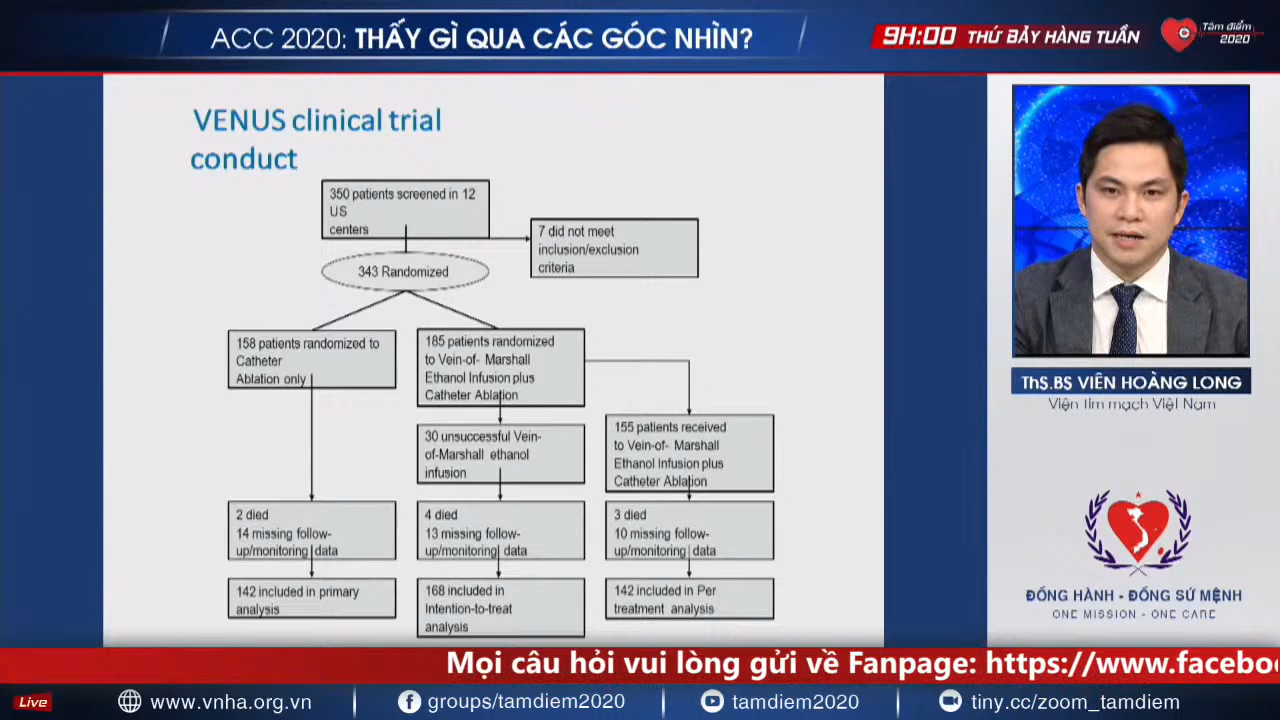 ACC 2020: THẤY GÌ QUA CÁC GÓC NHÌN?
9H:00 THỨ BẢY HÀNG TUẦN
Tâm điểm
2020
VENUS clinical trial
conduct
350 patients screened in 12
US
centers
7 did not meet
inclusion/exclusion
criteria
343 Randomized
158 patients randomized to
Catheter
Ablation only
185 patients randomized
to Vein-of- Marshall
Ethanol Infusion plus
Catheter Ablation
30 unsuccessful Vein-
of-Marshall ethanol
infusion
155 patients received
to Vein-of- Marshall
Ethanol Infusion plus
Catheter Ablation
2 died
14 missing follow-
up/monitoring data
4 died
13 missing follow-
up/monitoring data
3 died
10 missing follow-
up/monitoring data
142 included in primary
analysis
168 included in
Intention-to-treat
analysis
142 included in Per
treatment analysis
ThS.BS VIÊN HOÀNG LONG
Viện tim mạch Việt Nam
ĐỒNG HÀNH - ĐỒNG SỨ MỆNH
ONE MISSION - ONE CARE
Mọi câu hỏi vui lòng gửi về Fanpage: https://www.facebo
Live
www.vnha.org.vn
groups/tamdiem2020
tamdiem2020
tiny.cc/zoom_tamdiem